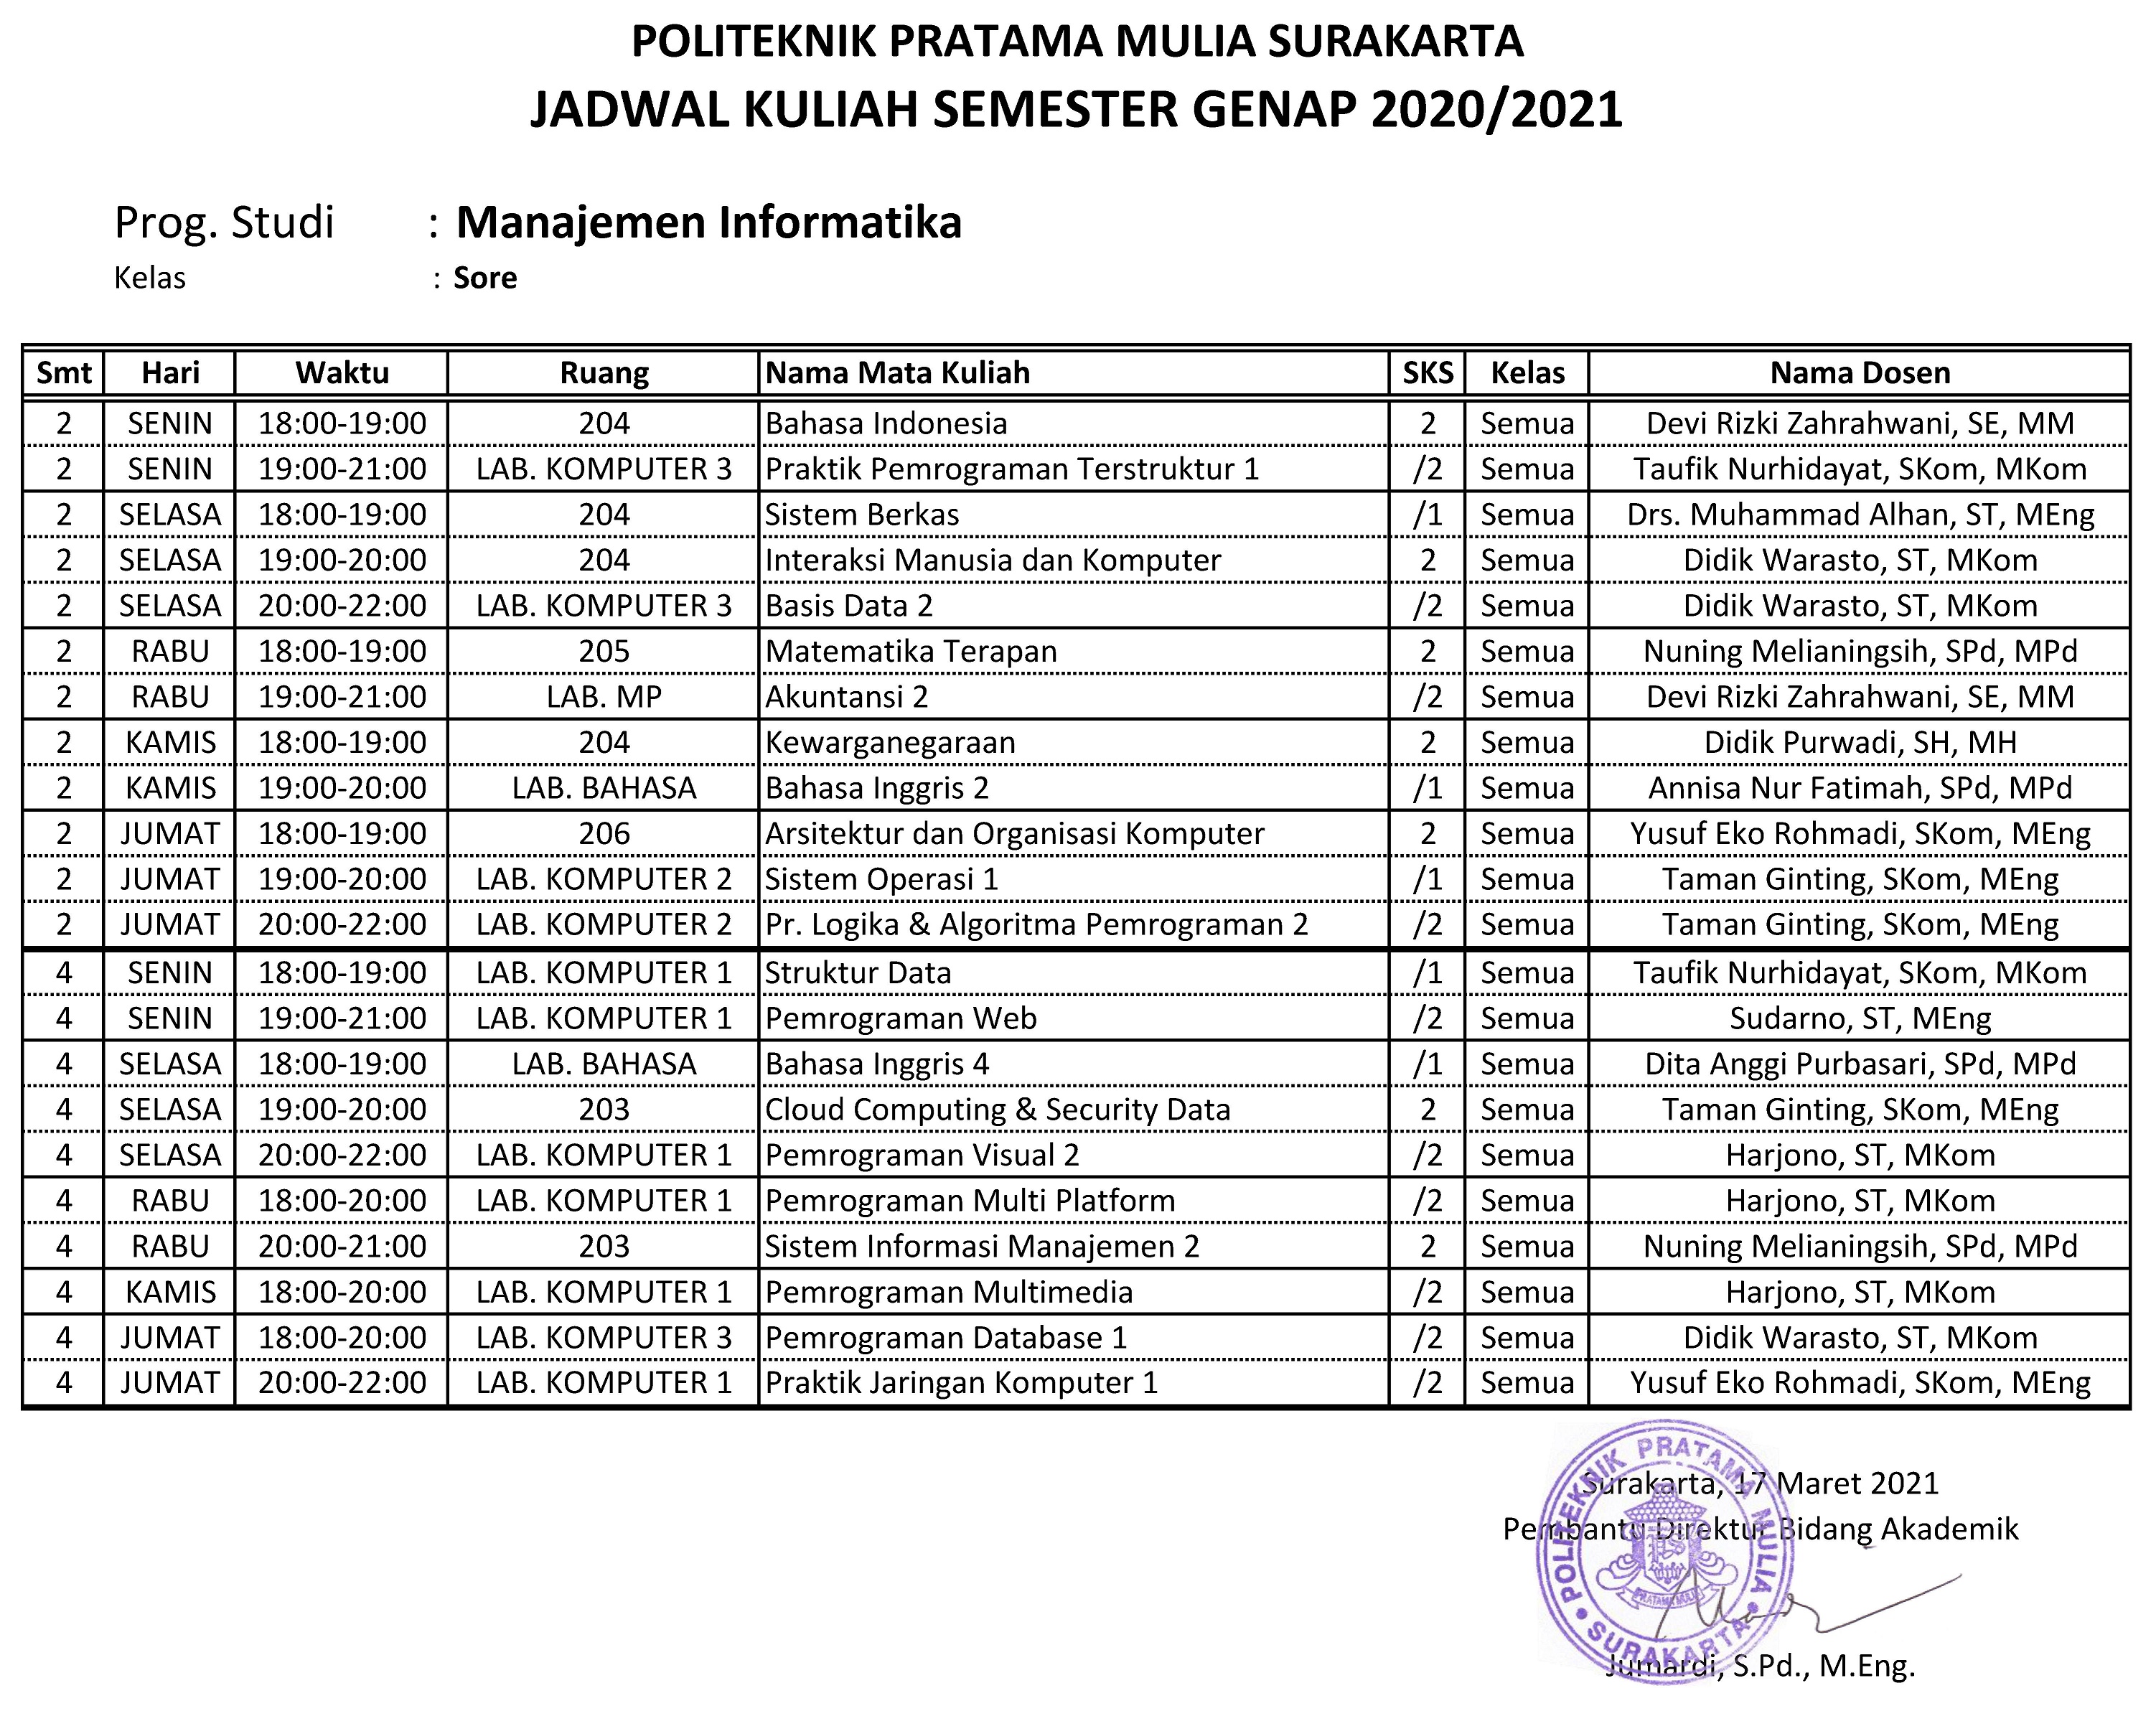 POLITEKNIK PRATAMA MULIA SURAKARTA
JADWAL KULIAH SEMESTER GENAP 2020/2021
Prog. Studi : Manajemen Informatika
Kelas : Sore
Smt Hari Waktu Ruang Nama Mata Kuliah SKS Kelas Nama Dosen
2 SENIN 18:00-19:00 204 Bahasa Indonesia 2 Semua Devi Rizki Zahrahwani, SE, MM
2 SENIN 19:00-21:00 LAB. KOMPUTER 3 Praktik Pemrograman Terstruktur 1 /2 Semua Taufik Nurhidayat, SKom, MKom
2 SELASA 18:00-19:00 204 Sistem Berkas /1 Semua Drs. Muhammad Alhan, ST, MEng
2 SELASA 19:00-20:00 204 Interaksi Manusia dan Komputer 2 Semua Didik Warasto, ST, MKom
2 SELASA 20:00-22:00 LAB. KOMPUTER 3 Basis Data 2 /2 Semua Didik Warasto, ST, MKom
2 RABU 18:00-19:00 205 Matematika Terapan 2 Semua Nuning Melianingsih, SPd, MPd
2 RABU 19:00-21:00 LAB. MP Akuntansi 2 /2 Semua Devi Rizki Zahrahwani, SE, MM
2 KAMIS 18:00-19:00 204 Kewarganegaraan 2 Semua Didik Purwadi, SH, MH
2 KAMIS 19:00-20:00 LAB. BAHASA Bahasa Inggris 2 /1 Semua Annisa Nur Fatimah, SPd, MPd
2 JUMAT 18:00-19:00 206 Arsitektur dan Organisasi Komputer 2 Semua Yusuf Eko Rohmadi, SKom, MEng
2 JUMAT 19:00-20:00 LAB. KOMPUTER 2 Sistem Operasi 1 /1 Semua Taman Ginting, SKom, MEng
2 JUMAT 20:00-22:00 LAB. KOMPUTER 2 Pr. Logika & Algoritma Pemrograman 2 /2 Semua Taman Ginting, SKom, MEng
4 SENIN 18:00-19:00 LAB. KOMPUTER 1 Struktur Data /1 Semua Taufik Nurhidayat, SKom, MKom
4 SENIN 19:00-21:00 LAB. KOMPUTER 1 Pemrograman Web /2 Semua Sudarno, ST, MEng
4 SELASA 18:00-19:00 LAB. BAHASA Bahasa Inggris 4 /1 Semua Dita Anggi Purbasari, SPd, MPd
4 SELASA 19:00-20:00 203 Cloud Computing & Security Data 2 Semua Taman Ginting, SKom, MEng
4 SELASA 20:00-22:00 LAB. KOMPUTER 1 Pemrograman Visual 2 /2 Semua Harjono, ST, MKom
4 RABU 18:00-20:00 LAB. KOMPUTER 1 Pemrograman Multi Platform /2 Semua Harjono, ST, MKom
4 RABU 20:00-21:00 203 Sistem Informasi Manajemen 2 2 Semua Nuning Melianingsih, SPd, MPd
4 KAMIS 18:00-20:00 LAB. KOMPUTER 1 Pemrograman Multimedia /2 Semua Harjono, ST, MKom
4 JUMAT 18:00-20:00 LAB. KOMPUTER 3 Pemrograman Database 1 /2 Semua Didik Warasto, ST, MKom
4 JUMAT 20:00-22:00 LAB. KOMPUTER 1 Praktik Jaringan Komputer 1 /2 Semua Yusuf Eko Rohmadi, SKom, MEng
Surakarta, 17 Maret 2021
Pembantu Direktur Bidang Akademik
POLITEKNIK PRATAMA MULIA
PRATAMA MULIA
SURAKARTA
Jumardi, S.Pd., M.Eng.